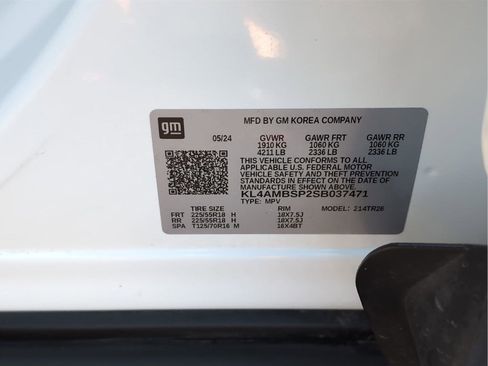 gm
MFD BY GM KOREA COMPANY
05/24 GVWR GAWR FRT GAWR RR
1910 KG 1060 KG 1060 KG
4211 LB 2336 LB 2336 LB
THIS VEHICLE CONFORMS TO ALL
APPLICABLE U.S. FEDERAL MOTOR
VEHICLE SAFETY AND THEFT
PREVENTION STANDARDS IN EFFECT ON THE DATE
OF MANUFACTURE SHOWN ABOVE.
KL4AMBSP2SB037471
TYPE: MPV MODEL: 214TR26
TIRE SIZE RIM
FRT 225/55R18 H 18X7.5J
RR 225/55R18 H 18X7.5J
SPA T125/70R16 M 16X4BT